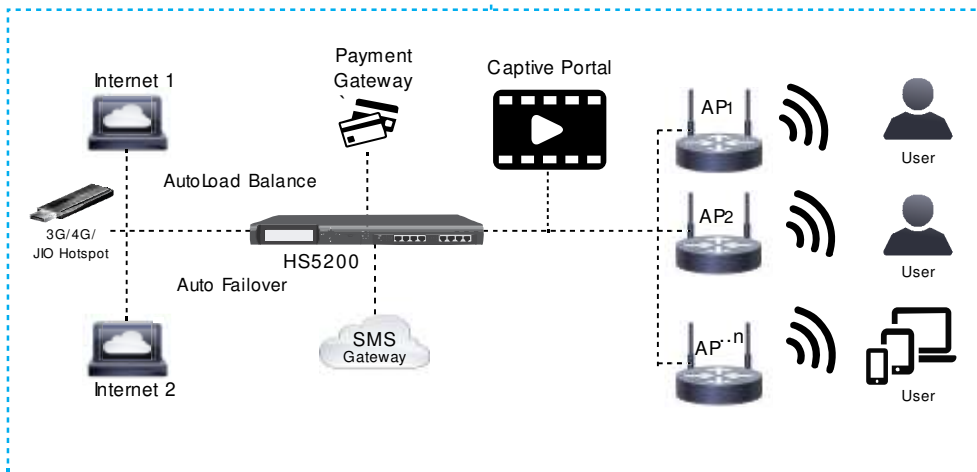 Internet 1
Payment
Gateway
Captive Portal
AP1
User
AutoLoad Balance
3G/4G/
JIO Hotspot
HS5200
AP2
User
Auto Failover
SMS
Gateway
Internet 2
AP..n
User